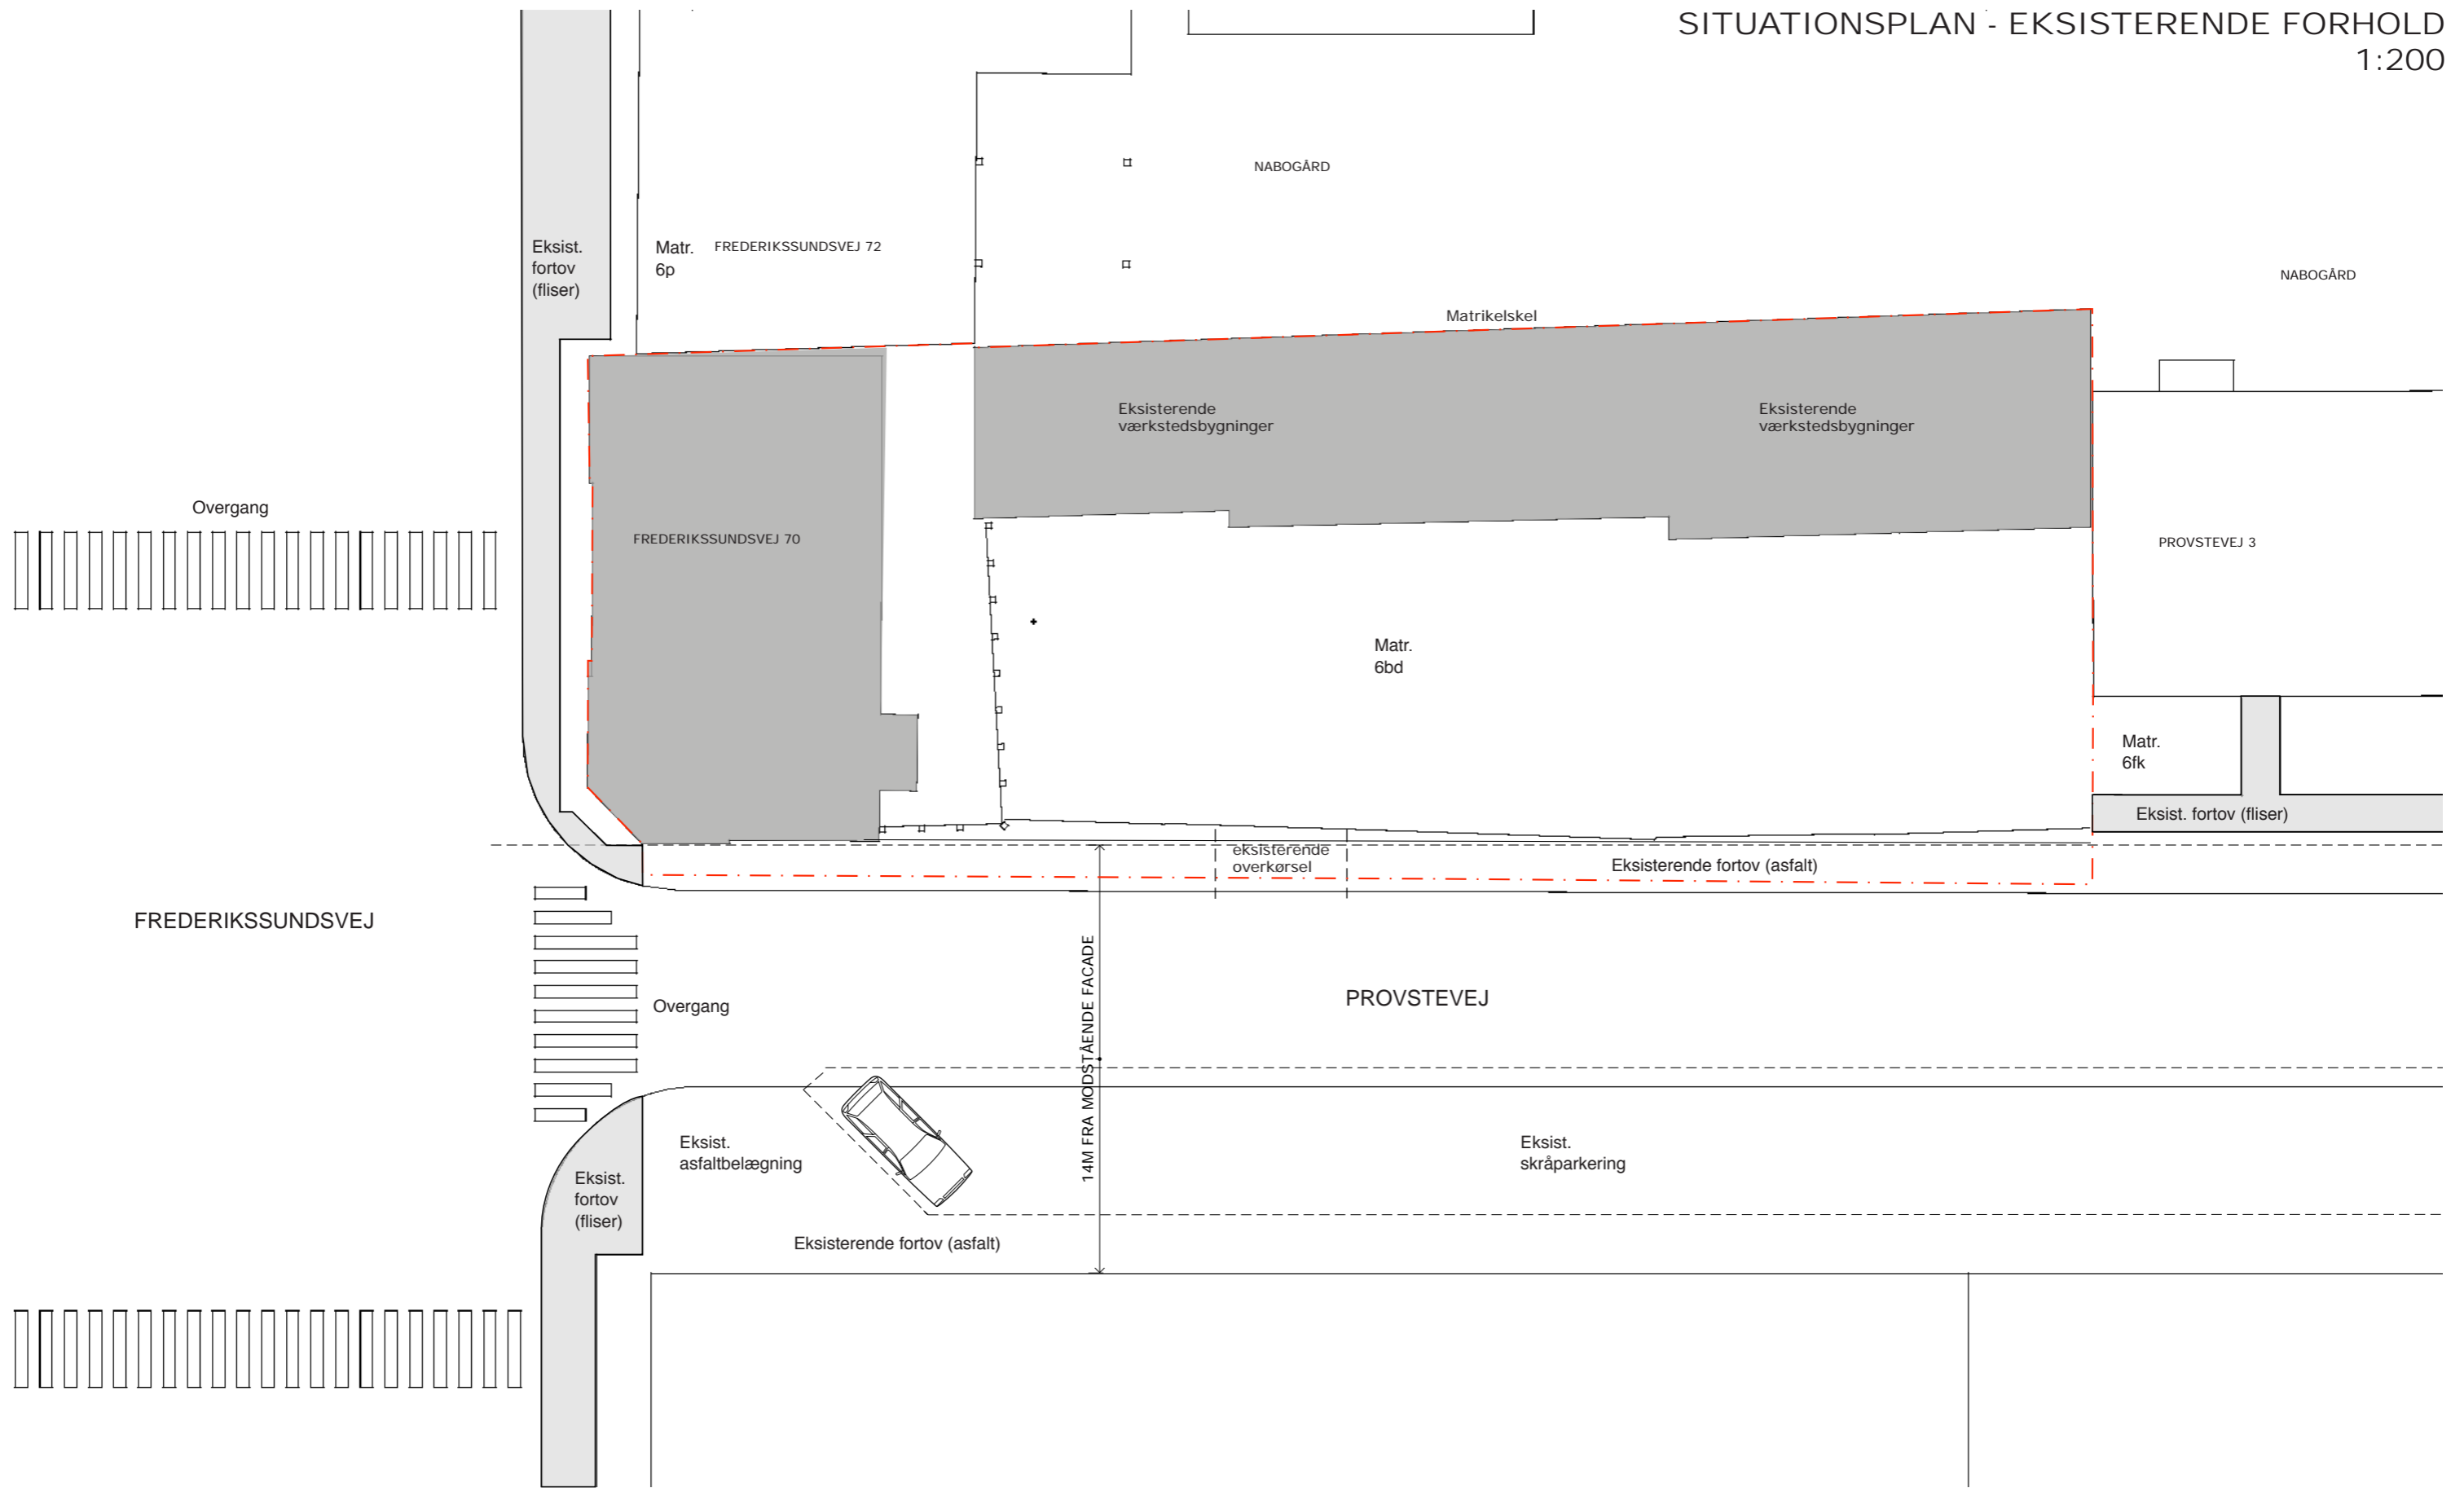 SITUATIONSPLAN - EKSISTERENDE FORHOLD
1:200
NABOGÅRD
Eksist.
fortov
(fliser)
Matr.
6p
FREDERIKSSUNDSVEJ 72
NABOGÅRD
Matrikelskel
Eksisterende
værkstedsbygninger
Eksisterende
værkstedsbygninger
Overgang
FREDERIKSSUNDSVEJ 70
PROVSTEVEJ 3
Matr.
6bd
Matr.
6fk
Eksist. fortov (fliser)
eksisterende
overkørsel
Eksisterende fortov (asfalt)
FREDERIKSSUNDSVEJ
Overgang
14M FRA MODSTÅENDE FACADE
PROVSTEVEJ
Eksist.
asfaltbelægning
Eksist.
skråparkering
Eksist.
fortov
(fliser)
Eksisterende fortov (asfalt)